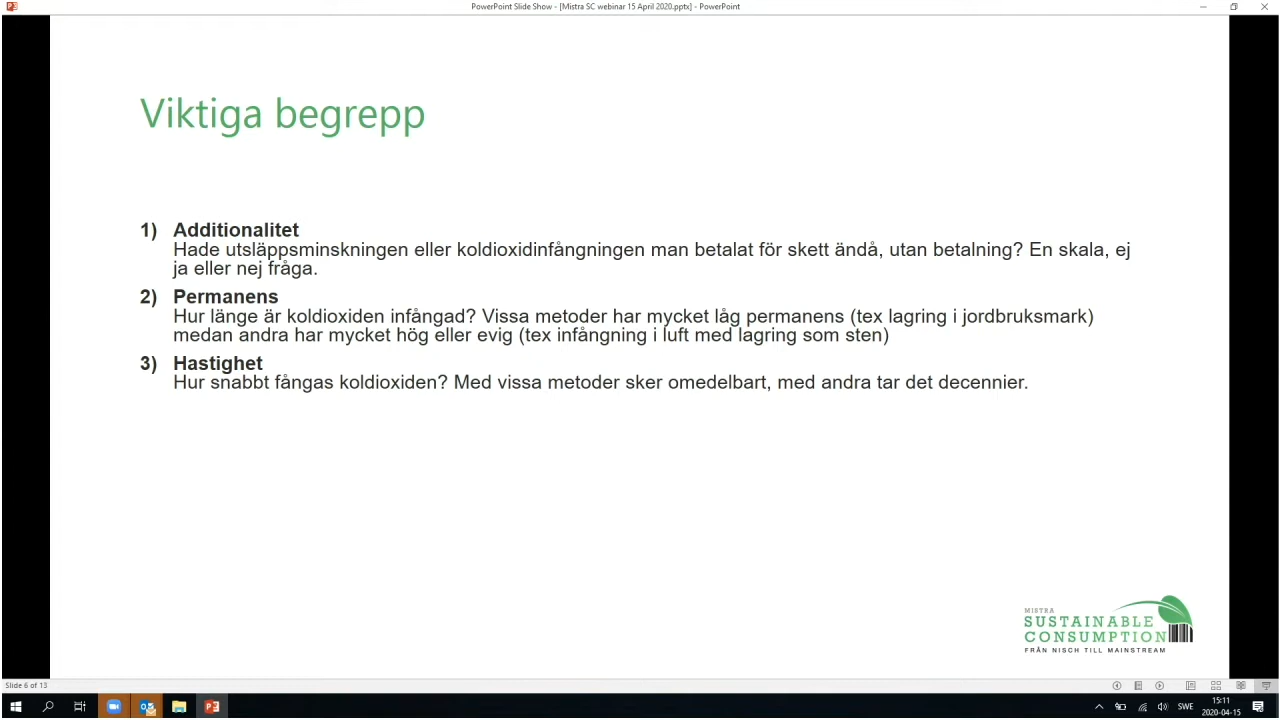 PowerPoint Slide Show - [Mistra SC webinar 15 April 2020.pptx] - PowerPoint
Viktiga begrepp
1) Additionalitet
Hade utsläppsminskningen eller koldioxidinfångningen man betalat för skett ändå, utan betalning? En skala, ej
ja eller nej fråga.
2) Permanens
Hur länge är koldioxiden infångad? Vissa metoder har mycket låg permanens (tex lagring i jordbruksmark)
medan andra har mycket hög eller evig (tex infångning i luft med lagring som sten)
3) Hastighet
Hur snabbt fångas koldioxiden? Med vissa metoder sker omedelbart, med andra tar det decennier.
MISTRA
SUSTAINABLE
CONSUMPTION
FRÅN NISCH TILL MAINSTREAM
Slide 6 of 13
SWE
15:11
2020-04-15